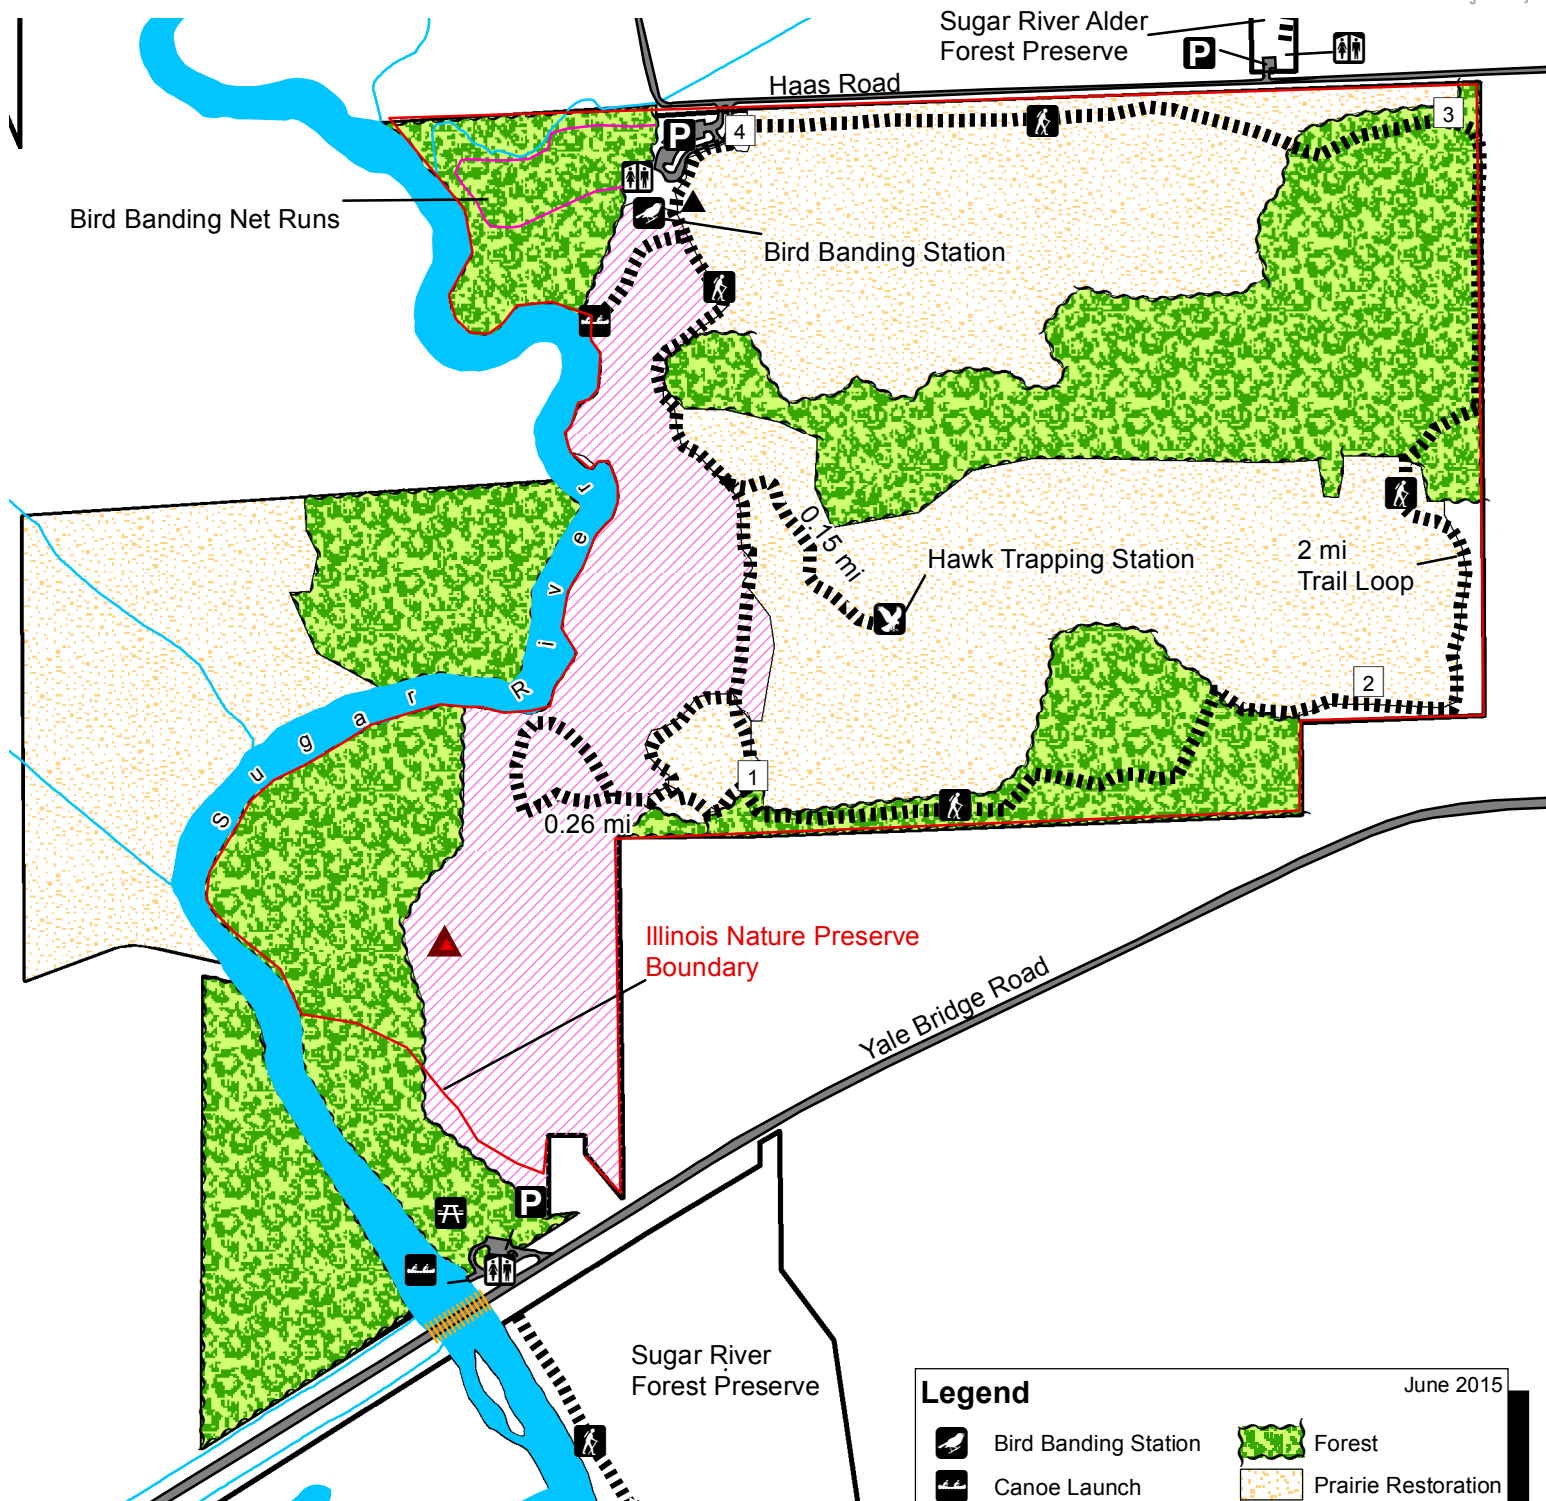 Sugar River Alder
Forest Preserve
P
Haas Road
3
P
4
Bird Banding Net Runs
Bird Banding Station
0.15 mi
Hawk Trapping Station
2 mi
Trail Loop
Sugar River
2
1
0.26 mi
Illinois Nature Preserve
Boundary
Yale Bridge Road
P
Sugar River
Forest Preserve
Legend
June 2015
Bird Banding Station
Forest
Canoe Launch
Prairie Restoration